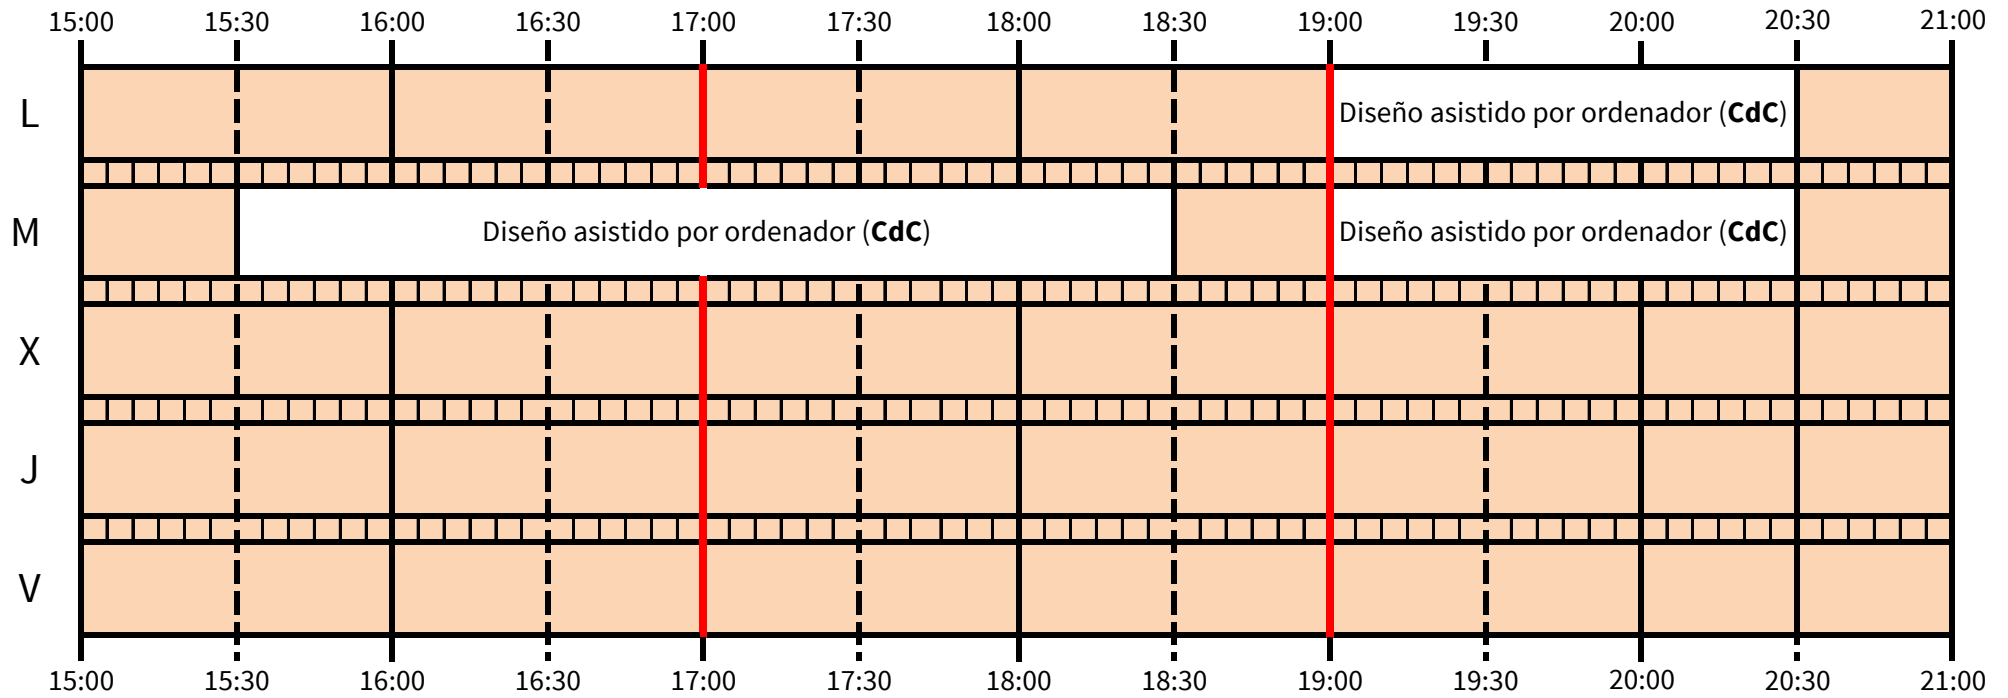 15:00 15:30 16:00 16:30 17:00 17:30 18:00 18:30 19:00 19:30 20:00 20:30 21:00
L Diseño asistido por ordenador (CdC)
M Diseño asistido por ordenador (CdC) Diseño asistido por ordenador (CdC)
X
J
V
15:00 15:30 16:00 16:30 17:00 17:30 18:00 18:30 19:00 19:30 20:00 20:30 21:00